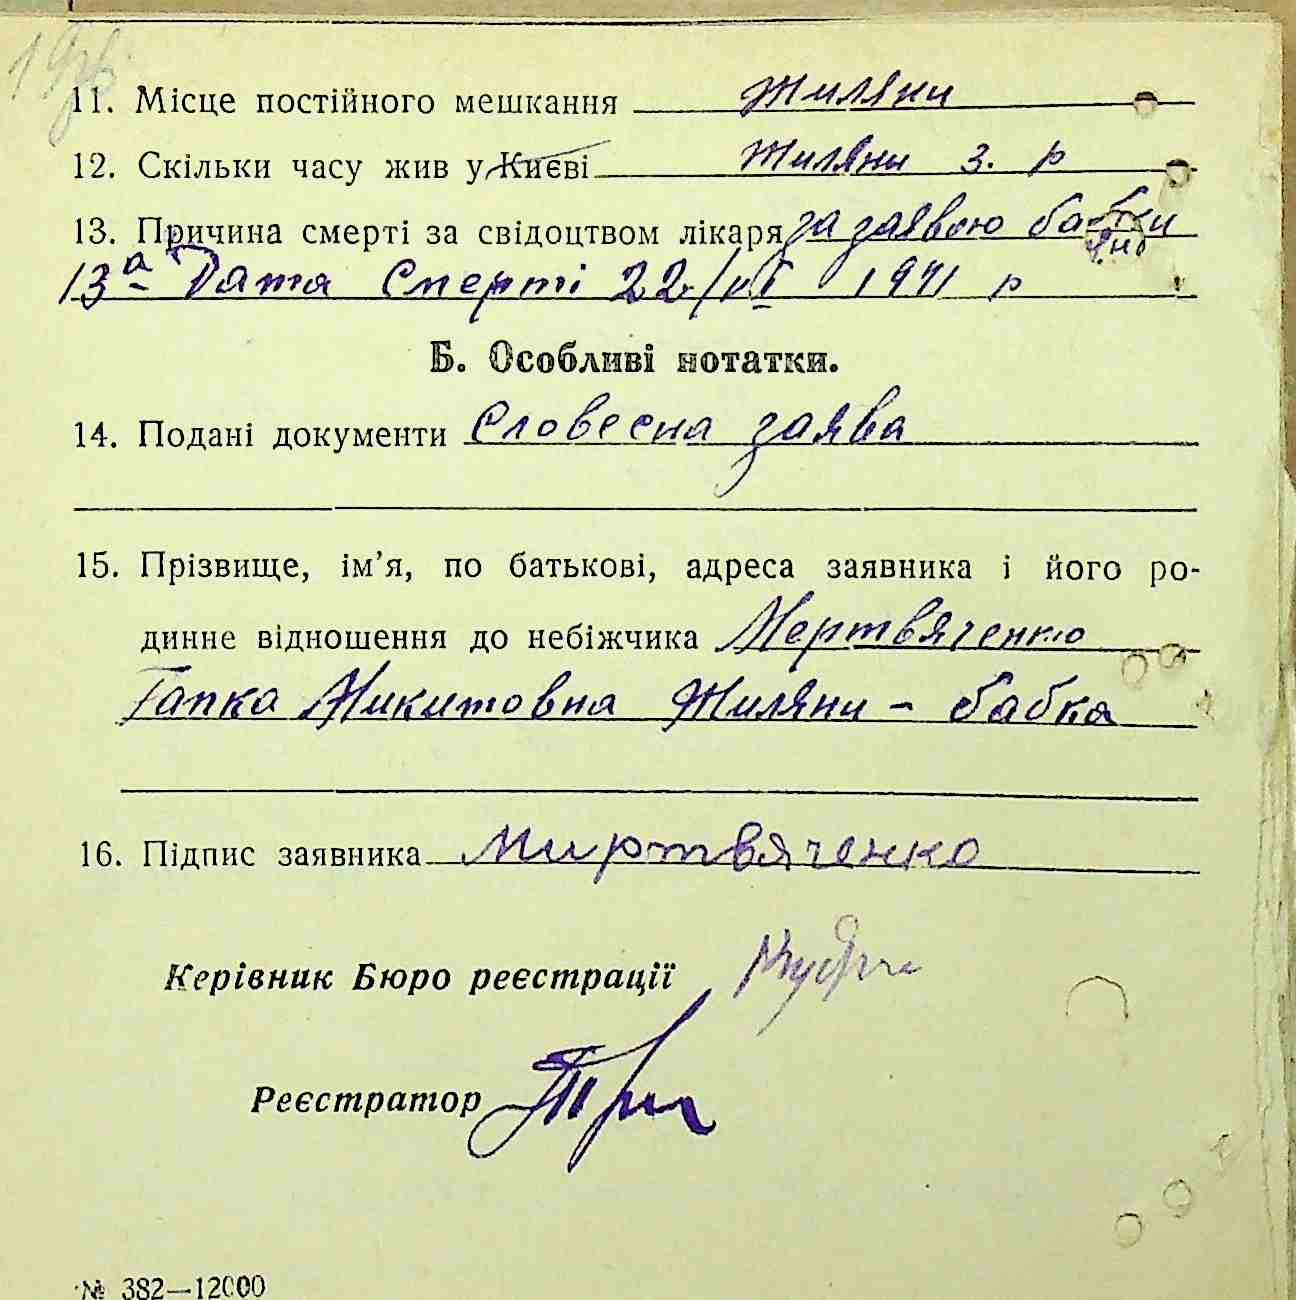 11. Місце постійного мешкання Жиляни
12. Скільки часу жив у Києві Жиляни 3. р
13. Причина смерті за свідоцтвом лікаря за заявою бабки
13а Дата Смерті 22/VI 1941 р
Б. Особливі нотатки.
14. Подані документи Словесна заява
15. Прізвище, ім’я, по батькові, адреса заявника і його ро-
динне відношення до небіжчика Мертвяченко
Гапка Микитовна Жиляни - бабка
16. Підпис заявника Миртвяченко
Керівник Бюро реєстрації
Реєстратор
№ 382—12000